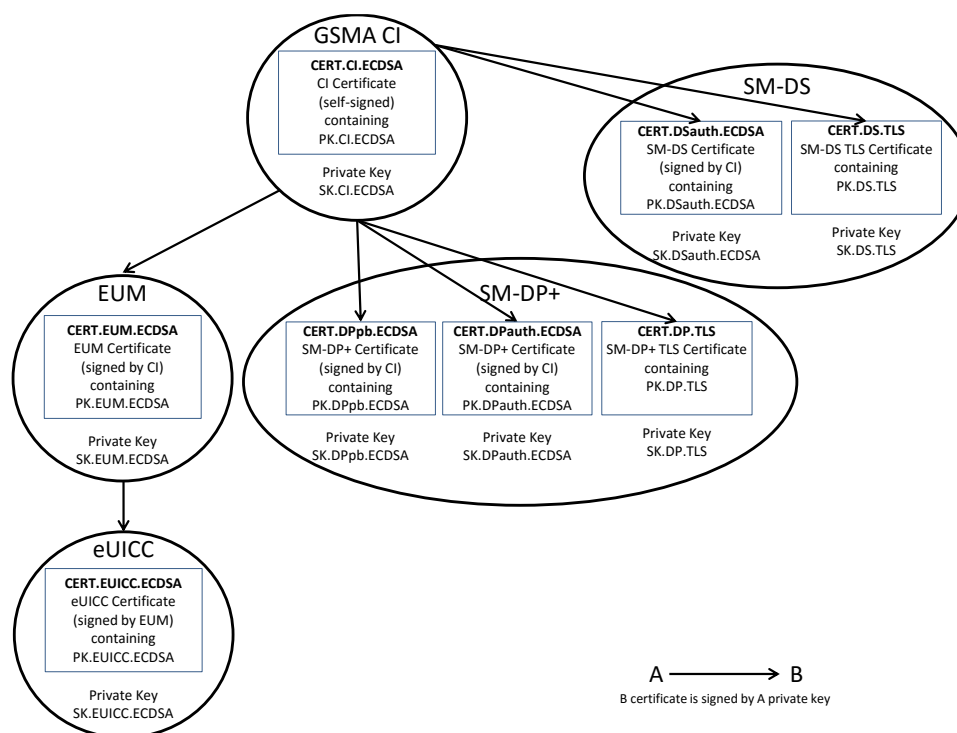 GSMA CI
CERT.CI.ECDSA
CI Certificate
(self-signed)
containing
PK.CI.ECDSA
Private Key
SK.CI.ECDSA
SM-DS
CERT.DSauth.ECDSA
SM-DS Certificate
(signed by CI)
containing
PK.DSauth.ECDSA
Private Key
SK.DSauth.ECDSA
CERT.DS.TLS
SM-DS TLS Certificate
containing
PK.DS.TLS
Private Key
SK.DS.TLS
EUM
CERT.EUM.ECDSA
EUM Certificate
(signed by CI)
containing
PK.EUM.ECDSA
Private Key
SK.EUM.ECDSA
SM-DP+
CERT.DPpb.ECDSA
SM-DP+ Certificate
(signed by CI)
containing
PK.DPpb.ECDSA
Private Key
SK.DPpb.ECDSA
CERT.DPauth.ECDSA
SM-DP+ Certificate
(signed by CI)
containing
PK.DPauth.ECDSA
Private Key
SK.DPauth.ECDSA
CERT.DP.TLS
SM-DP+ TLS Certificate
containing
PK.DP.TLS
Private Key
SK.DP.TLS
eUICC
CERT.EUICC.ECDSA
eUICC Certificate
(signed by EUM)
containing
PK.EUICC.ECDSA
Private Key
SK.EUICC.ECDSA
A B
B certificate is signed by A private key